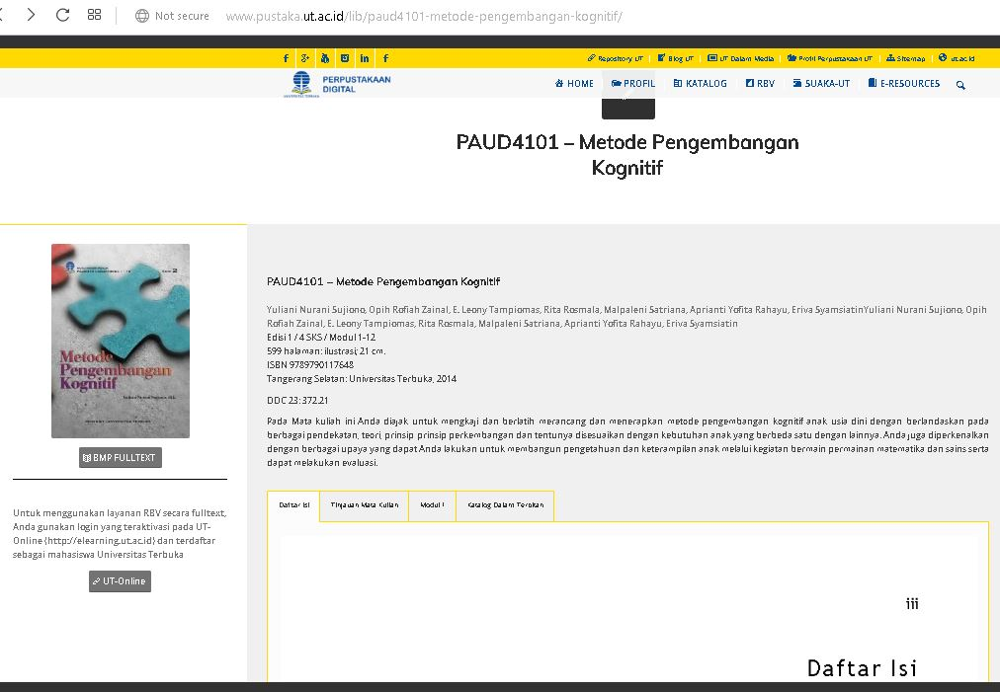 Not secure www.pustaka.ut.ac.id/lib/paud4101-metode-pengembangan-kognitif/
Repository UT Blog UT UT Dalam Media Profil Perpustakaan UT Sitemap ut.ac.id
PERPUSTAKAAN
DIGITAL
UNIVERSITAS TERBUKA
HOME PROFIL KATALOG RBV SUAKA-UT E-RESOURCES
PAUD4101 – Metode Pengembangan
Kognitif
Metode
Pengembangan
Kognitif
BMP FULLTEXT
Untuk menggunakan layanan RBV secara fulltext,
Anda gunakan login yang teraktivasi pada UT-
Online (http://elearning.ut.ac.id) dan terdaftar
sebagai mahasiswa Universitas Terbuka
UT-Online
PAUD4101 – Metode Pengembangan Kognitif
Yuliani Nurani Sujiono, Opih Rofiah Zainal, E. Leony Tampiomas, Rita Rosmala, Malpaleni Satriana, Aprianti Yofita Rahayu, Eriva SyamsiatinYuliani Nurani Sujiono, Opih
Rofiah Zainal, E. Leony Tampiomas, Rita Rosmala, Malpaleni Satriana, Aprianti Yofita Rahayu, Eriva Syamsiatin
Edisi 1 / 4 SKS / Modul 1-12
599 halaman: ilustrasi; 21 cm.
ISBN 9789790117648
Tangerang Selatan: Universitas Terbuka, 2014
DDC 23: 372.21
Pada Mata kuliah ini Anda diajak untuk mengkaji dan berlatih merancang dan menerapkan metode pengembangan kognitif anak usia dini dengan berlandaskan pada
berbagai pendekatan, teori, prinsip prinsip perkembangan dan tentunya disesuaikan dengan kebutuhan anak yang berbeda satu dengan lainnya. Anda juga diperkenalkan
dengan berbagai upaya yang dapat Anda lakukan untuk membangun pengetahuan dan keterampilan anak melalui kegiatan bermain permainan matematika dan sains serta
dapat melakukan evaluasi.
Daftar Isi Tinjauan Mata Kuliah Modul 1 Katalog Dalam Terbitan
iii
Daftar Isi